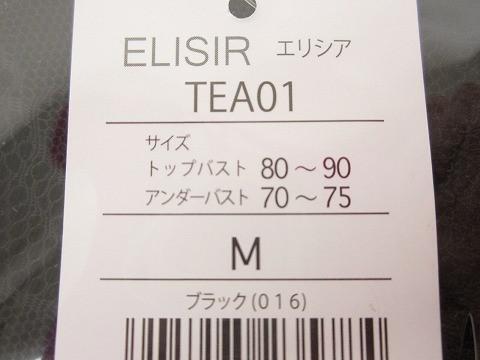 ELISIR エリシア
TEA01
サイズ
トップバスト 80～90
アンダーバスト 70～75
M
ブラック(016)